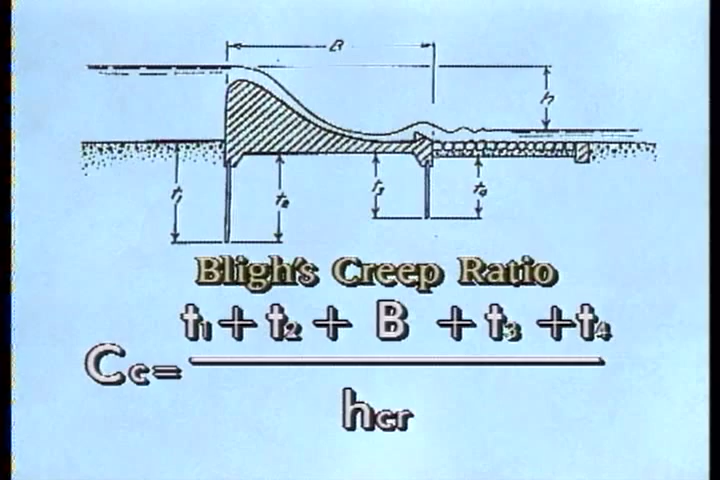 B
h
t₁
t₂
t₃
t₄
Bligh's Creep Ratio
t₁ + t₂ + B + t₃ + t₄
Cc =
hcr